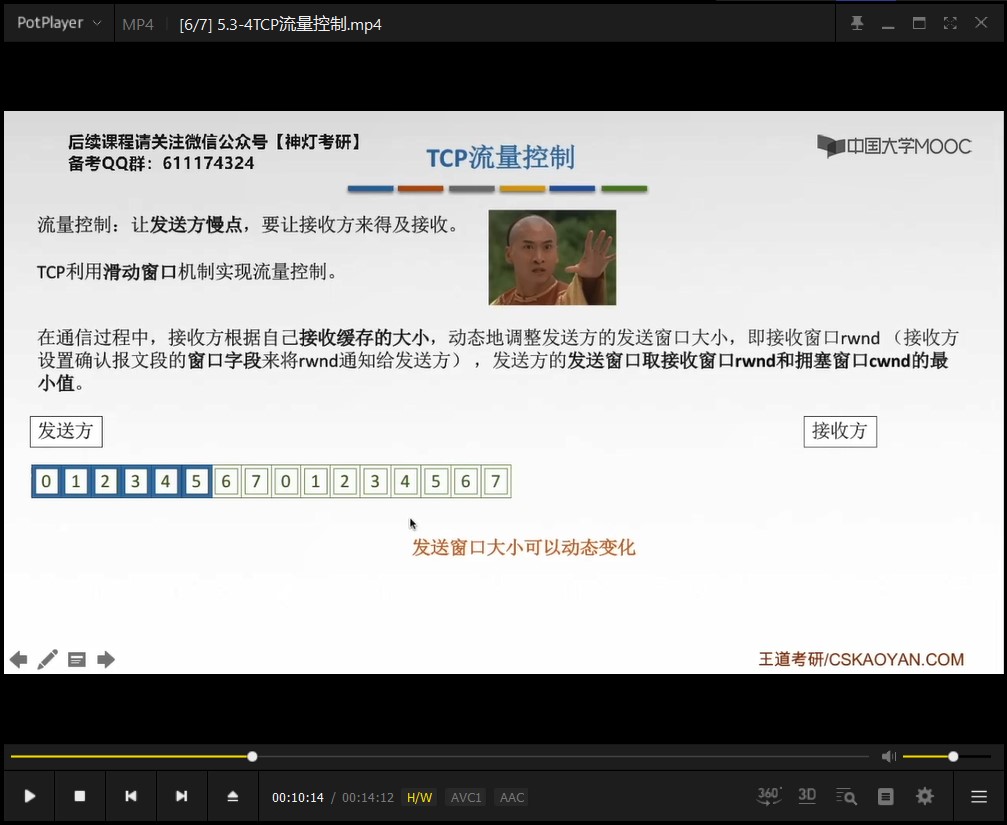 PotPlayer MP4 [6/7] 5.3-4TCP流量控制.mp4
后续课程请关注微信公众号【神灯考研】
备考QQ群：611174324
TCP流量控制
中国大学MOOC
流量控制：让发送方慢点，要让接收方来得及接收。
TCP利用滑动窗口机制实现流量控制。
在通信过程中，接收方根据自己接收缓存的大小，动态地调整发送方的发送窗口大小，即接收窗口rwnd（接收方
设置确认报文段的窗口字段来将rwnd通知给发送方），发送方的发送窗口取接收窗口rwnd和拥塞窗口cwnd的最
小值。
发送方 接收方
0 1 2 3 4 5 6 7 0 1 2 3 4 5 6 7
发送窗口大小可以动态变化
王道考研/CSKAOYAN.COM
00:10:14 / 00:14:12 H/W AVC1 AAC 360° 3D